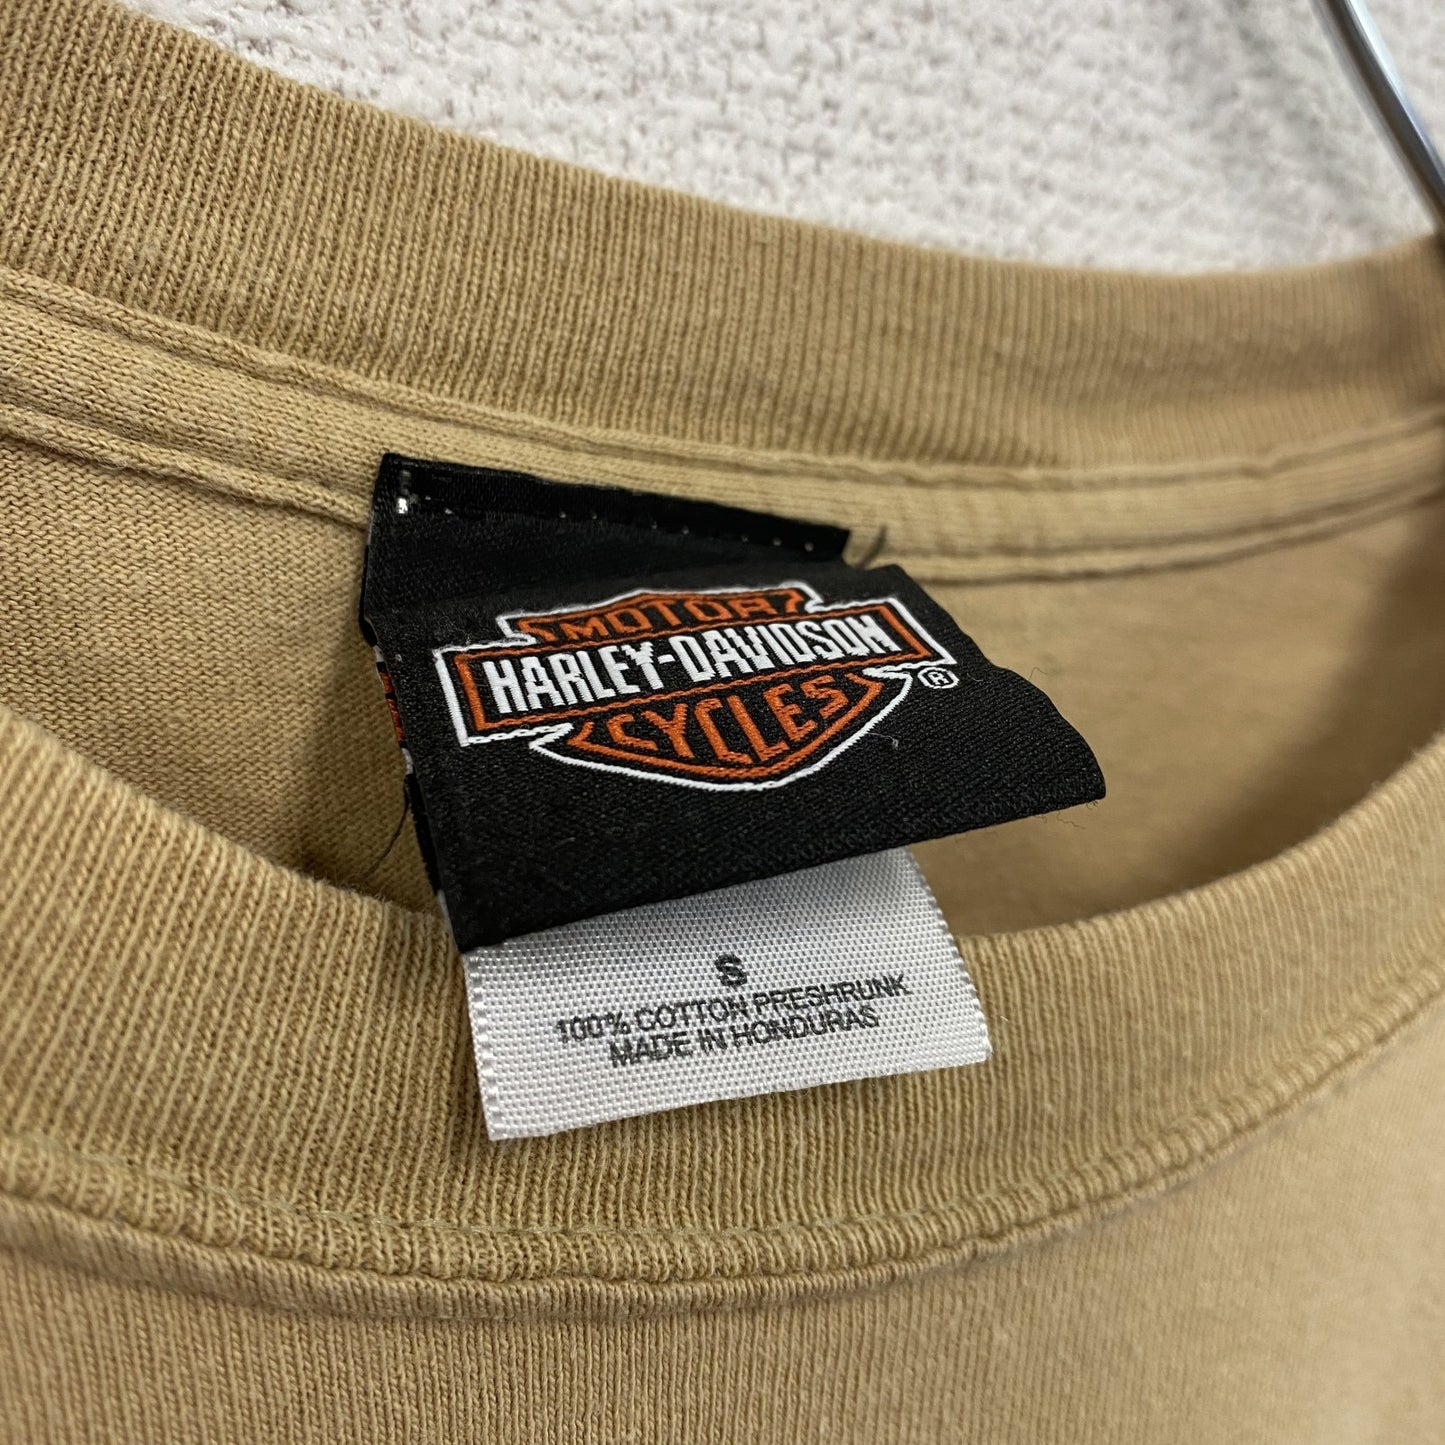 MOTOR
HARLEY-DAVIDSON
CYCLES
®
S
100% COTTON PRESHRUNK
MADE IN HONDURAS